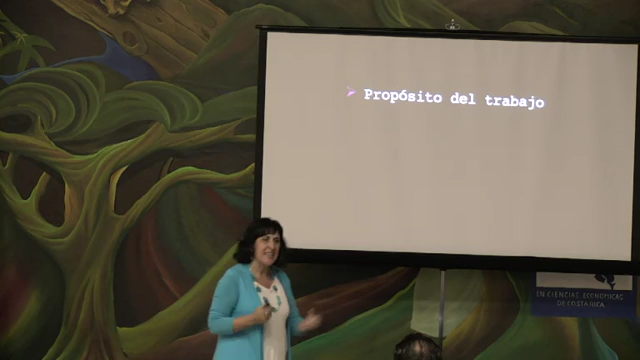 Propósito del trabajo
EN CIENCIAS ECONÓMICAS
DE COSTA RICA